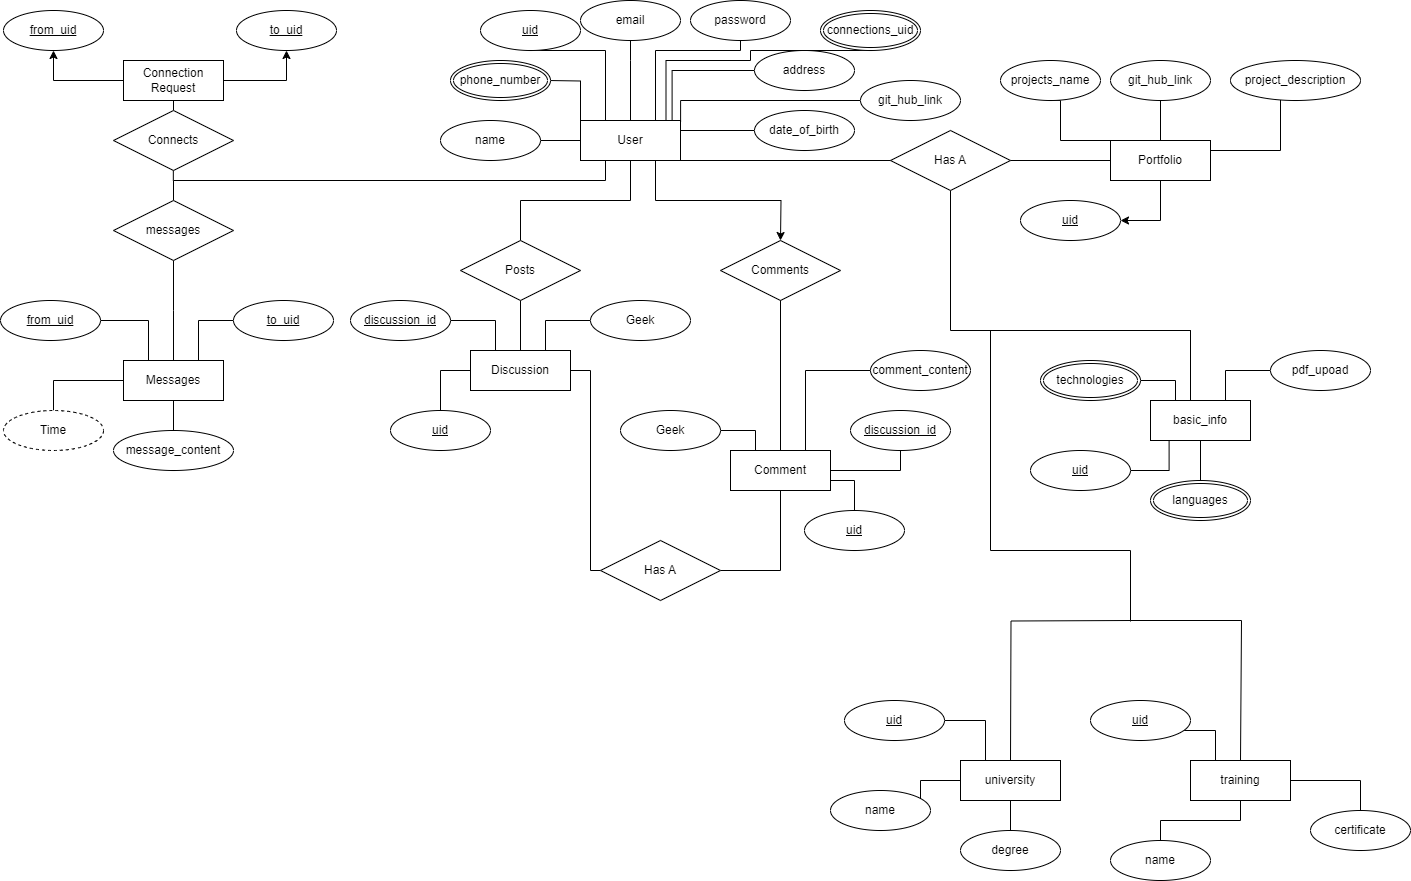 from_uid
to_uid
Connection
Request
Connects
messages
from_uid
to_uid
Messages
Time
message_content
uid
email
password
connections_uid
phone_number
address
git_hub_link
name
User
date_of_birth
Has A
projects_name
git_hub_link
project_description
Portfolio
uid
Posts
Comments
discussion_id
Geek
Discussion
uid
comment_content
Geek
discussion_id
Comment
uid
Has A
technologies
pdf_upoad
basic_info
uid
languages
uid
university
name
degree
uid
training
name
certificate